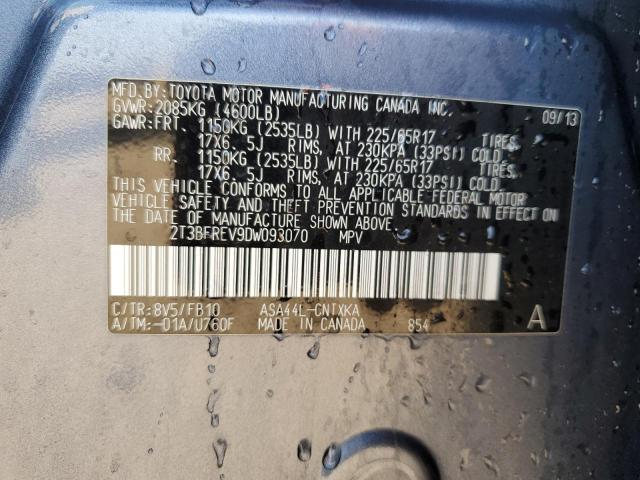 MFD. BY: TOYOTA MOTOR MANUFACTURING CANADA INC.
GVWR: 2085KG (4600LB) 09/13
GAWR: FRT. 1150KG (2535LB) WITH 225/65R17 TIRES,
17X6.5J RIMS, AT 230KPA (33PSI) COLD.
RR. 1150KG (2535LB) WITH 225/65R17 TIRES,
17X6.5J RIMS, AT 230KPA (33PSI) COLD.
THIS VEHICLE CONFORMS TO ALL APPLICABLE FEDERAL MOTOR
VEHICLE SAFETY AND THEFT PREVENTION STANDARDS IN EFFECT ON
THE DATE OF MANUFACTURE SHOWN ABOVE.
2T3BFREV9DW093070 MPV
C/TR: 8V5/FB10 ASA44L-CNTXKA
A/TM: -01A/U760F MADE IN CANADA 854 A